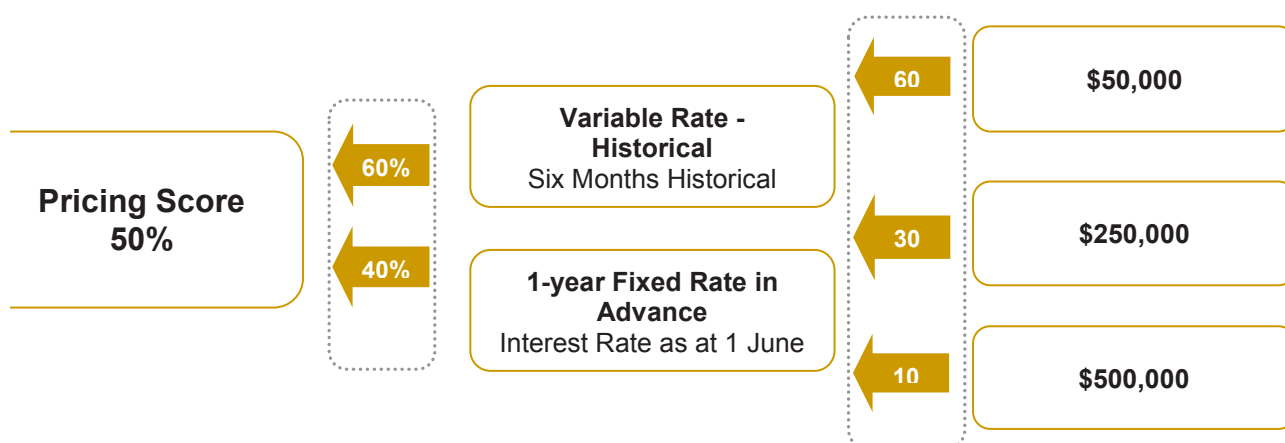 Pricing Score
50%
60%
40%
Variable Rate -
Historical
Six Months Historical
1-year Fixed Rate in
Advance
Interest Rate as at 1 June
60
30
10
$50,000
$250,000
$500,000